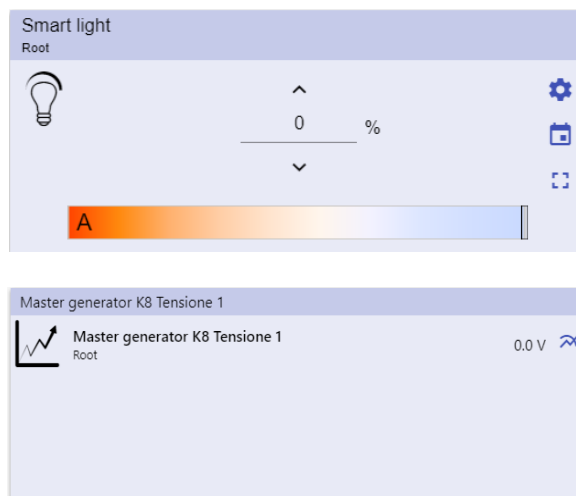 Smart light
Root
0 %
A
Master generator K8 Tensione 1
Master generator K8 Tensione 1
Root
0.0 V